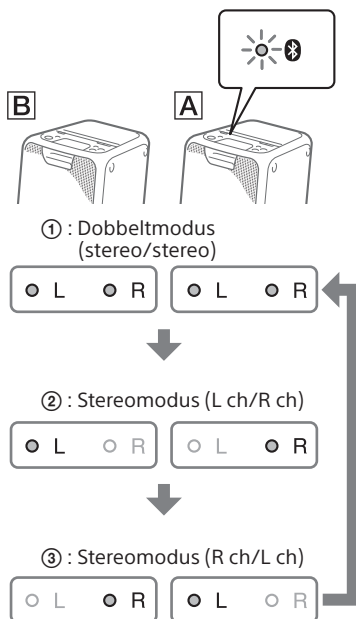 B A
① : Dobbeltmodus
(stereo/stereo)
L R L R
② : Stereomodus (L ch/R ch)
L R L R
③ : Stereomodus (R ch/L ch)
L R L R